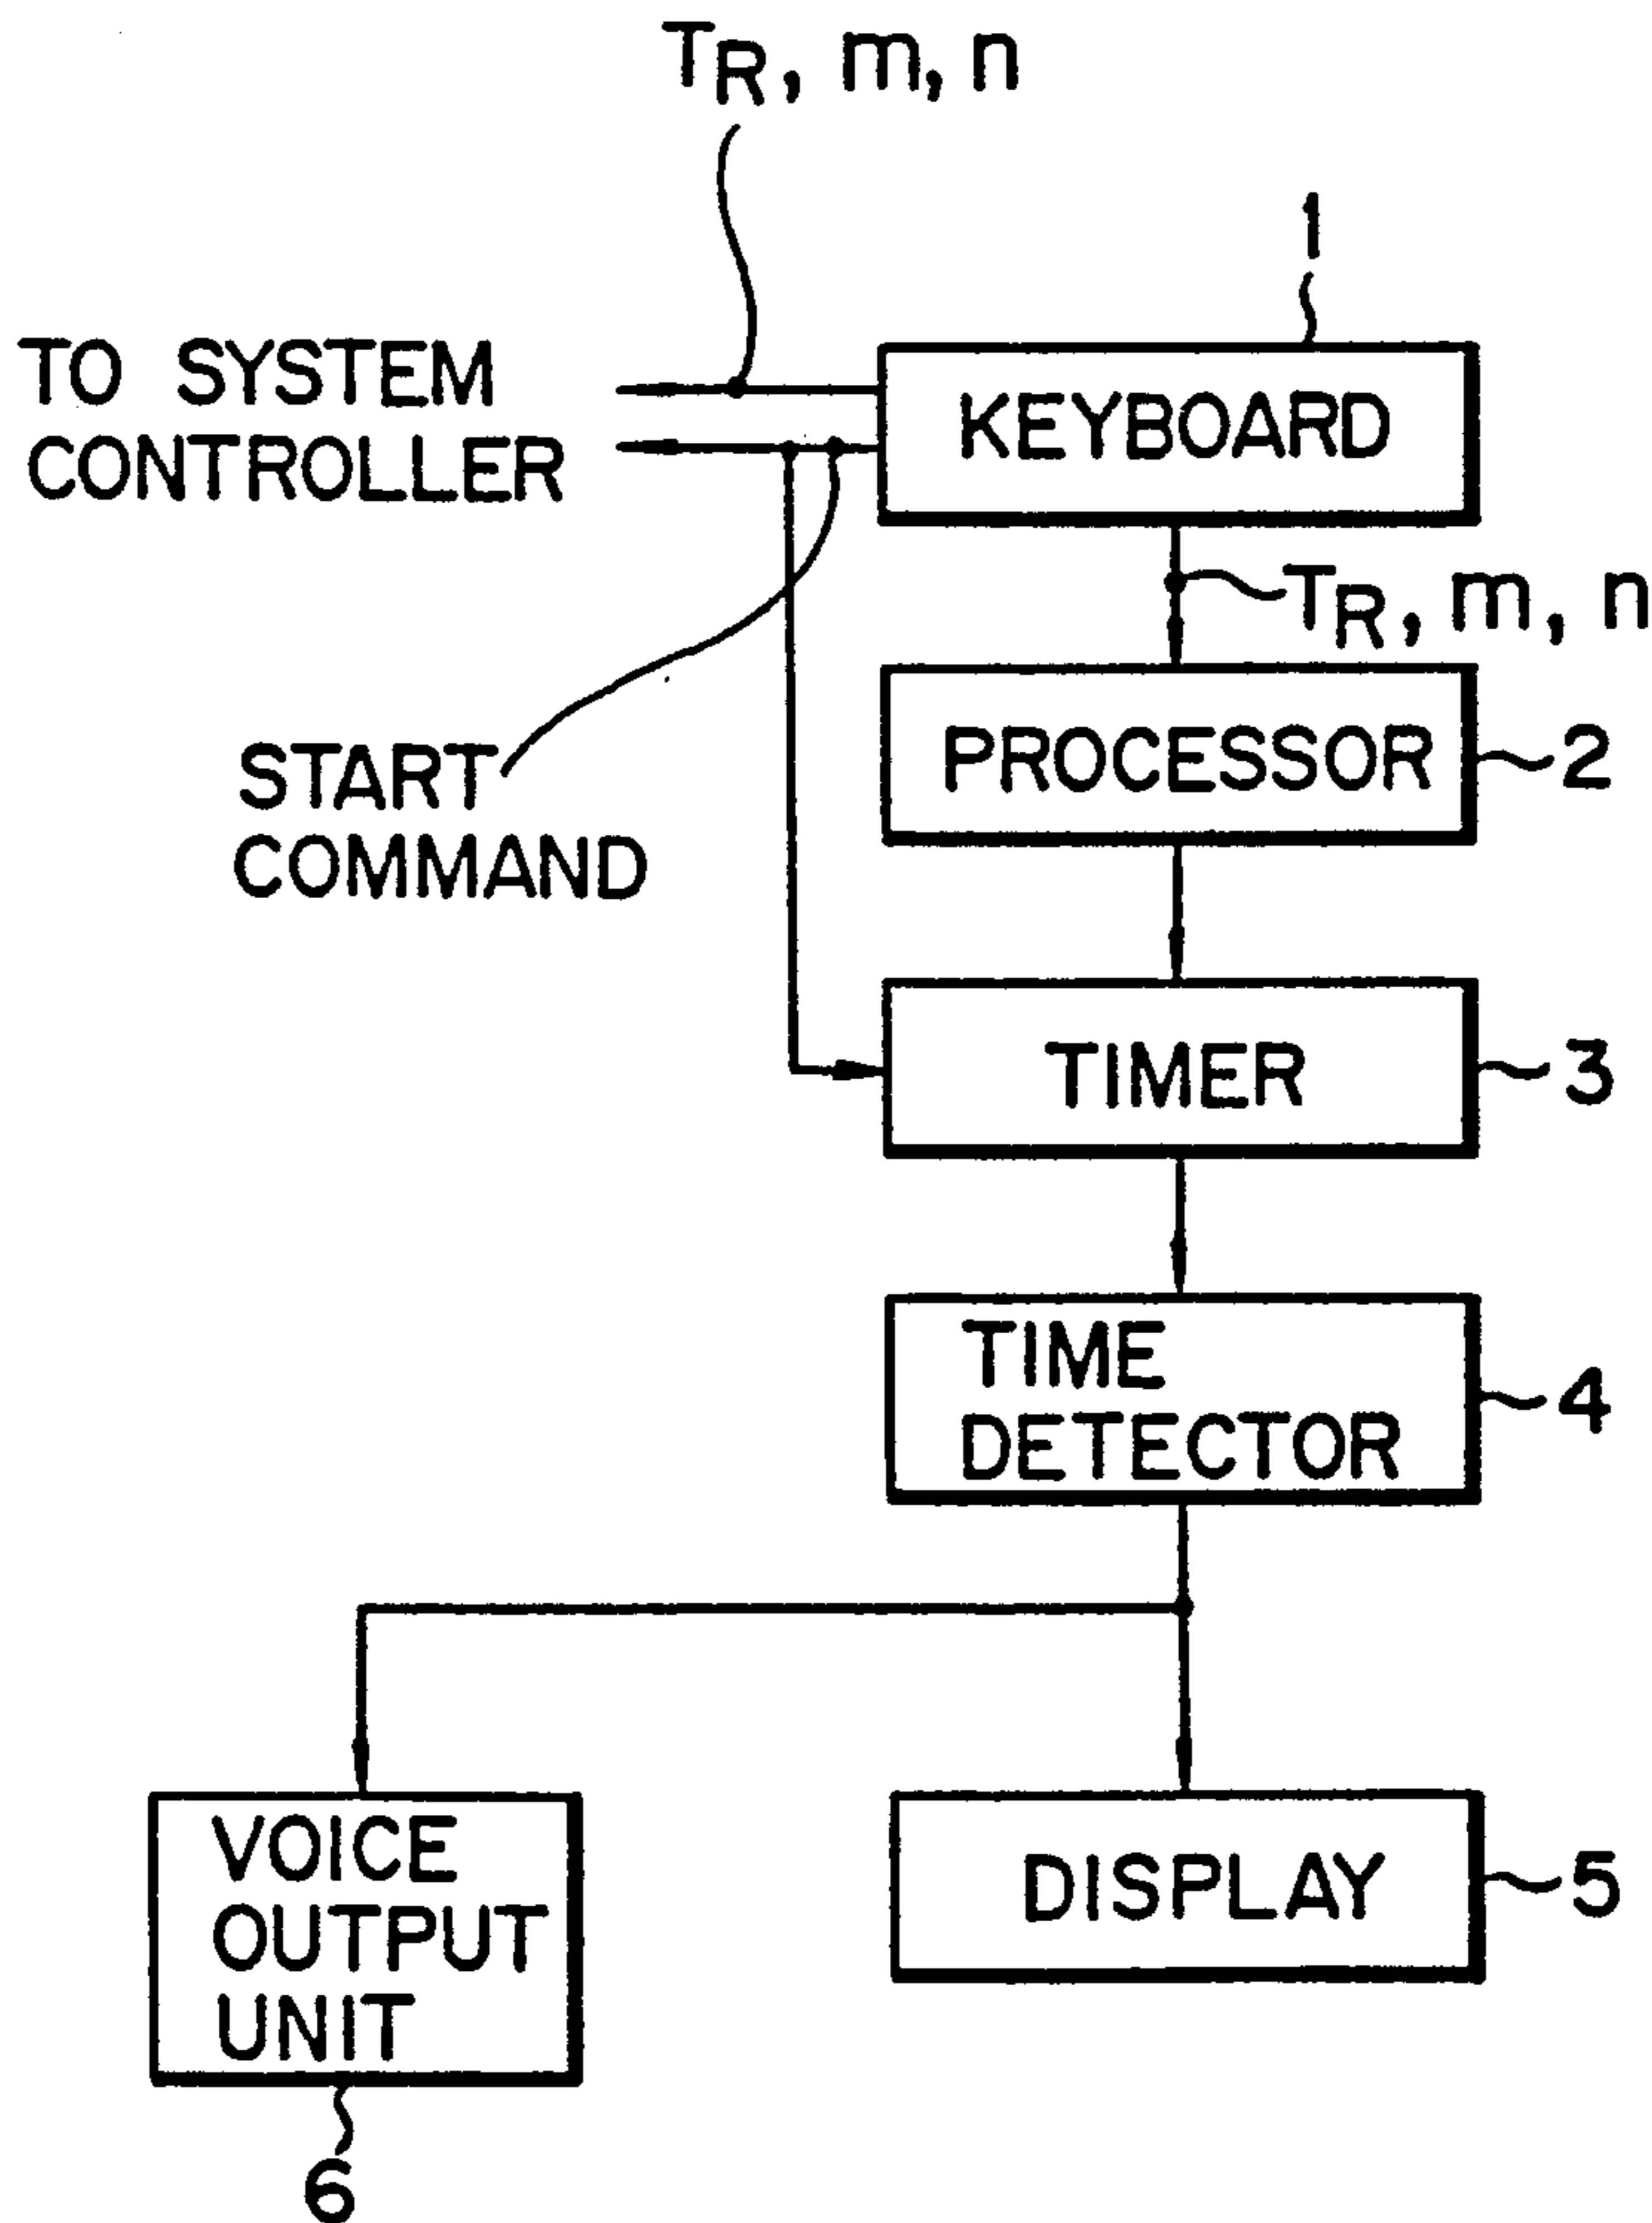 TR, m, n
1
TO SYSTEM
CONTROLLER
KEYBOARD
TR, m, n
PROCESSOR
2
START
COMMAND
TIMER
3
TIME
DETECTOR
4
VOICE
OUTPUT
UNIT
DISPLAY
5
6